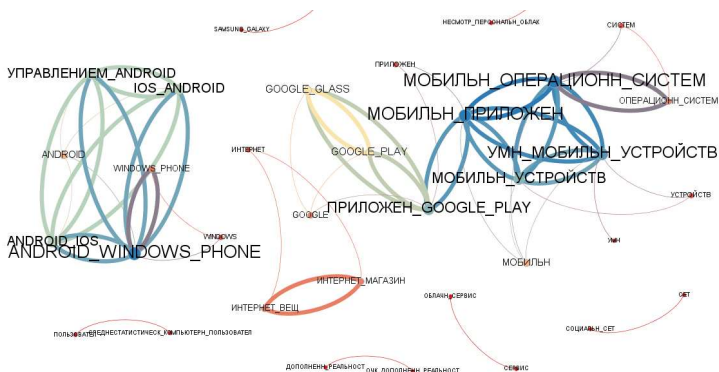 SAMSUNG_GALAXY
НЕСМОТР_ПЕРСОНАЛЬН_ОБЛАК
СИСТЕМ
УПРАВЛЕНИЕМ_ANDROID
IOS_ANDROID
GOOGLE_GLASS
ПРИЛОЖЕН
МОБИЛЬН_ОПЕРАЦИОНН_СИСТЕМ
ОПЕРАЦИОНН_СИСТЕМ
МОБИЛЬН_ПРИЛОЖЕН
ANDROID
WINDOWS_PHONE
ИНТЕРНЕТ
GOOGLE_PLAY
УМН_МОБИЛЬН_УСТРОЙСТВ
МОБИЛЬН_УСТРОЙСТВ
УСТРОЙСТВ
GOOGLE
ПРИЛОЖЕН_GOOGLE_PLAY
ANDROID_IOS
ANDROID_WINDOWS_PHONE
WINDOWS
УМН
МОБИЛЬН
ИНТЕРНЕТ_МАГАЗИН
ИНТЕРНЕТ_ВЕЩ
ОБЛАЧН_СЕРВИС
СЕТ
СОЦИАЛЬН_СЕТ
ПОЛЬЗОВАТЕЛ
СРЕДНЕСТАТИСТИЧЕСК_КОМПЬЮТЕРН_ПОЛЬЗОВАТЕЛ
ДОПОЛНЕНН_РЕАЛЬНОСТ
ОЧК_ДОПОЛНЕНН_РЕАЛЬНОСТ
СЕРВИС